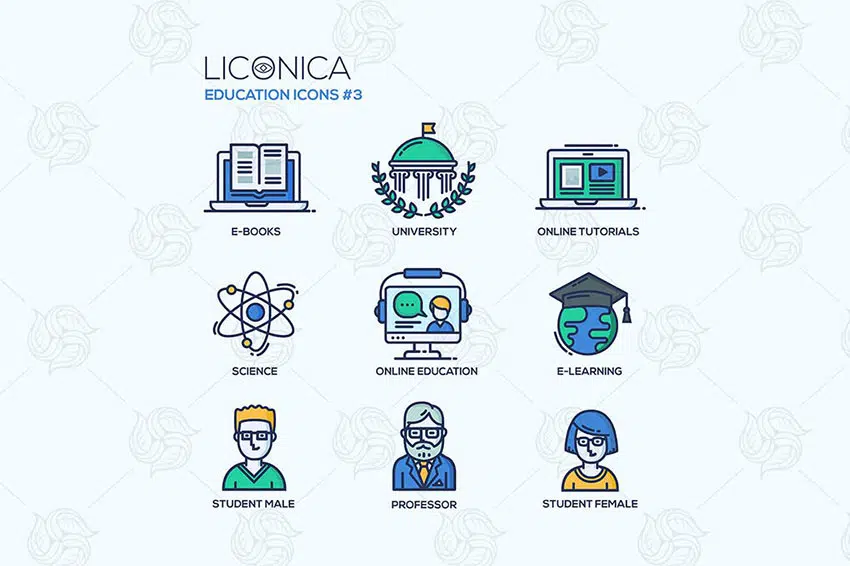 LICONICA
EDUCATION ICONS #3
E-BOOKS
UNIVERSITY
ONLINE TUTORIALS
SCIENCE
ONLINE EDUCATION
E-LEARNING
STUDENT MALE
PROFESSOR
STUDENT FEMALE